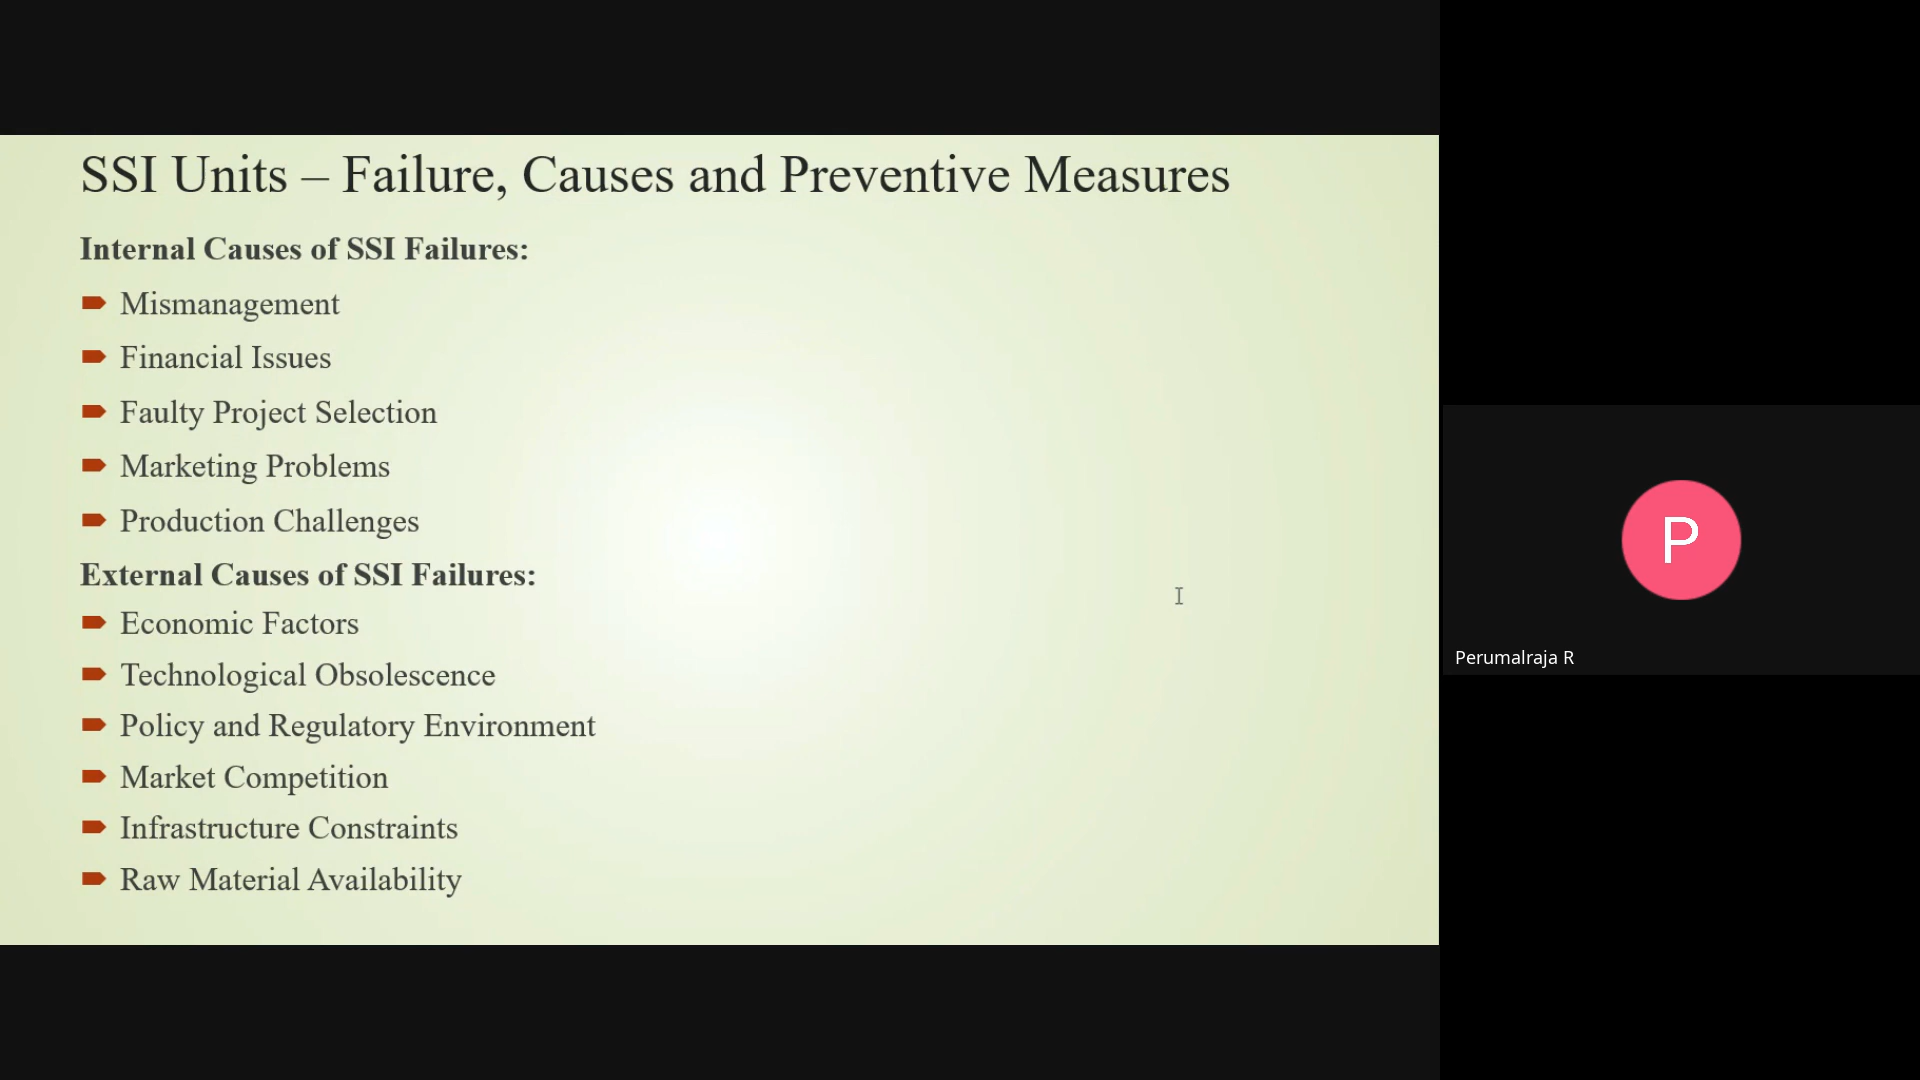 SSI Units – Failure, Causes and Preventive Measures
Internal Causes of SSI Failures:
Mismanagement
Financial Issues
Faulty Project Selection
Marketing Problems
Production Challenges
External Causes of SSI Failures:
Economic Factors
Technological Obsolescence
Policy and Regulatory Environment
Market Competition
Infrastructure Constraints
Raw Material Availability
P
Perumalraja R